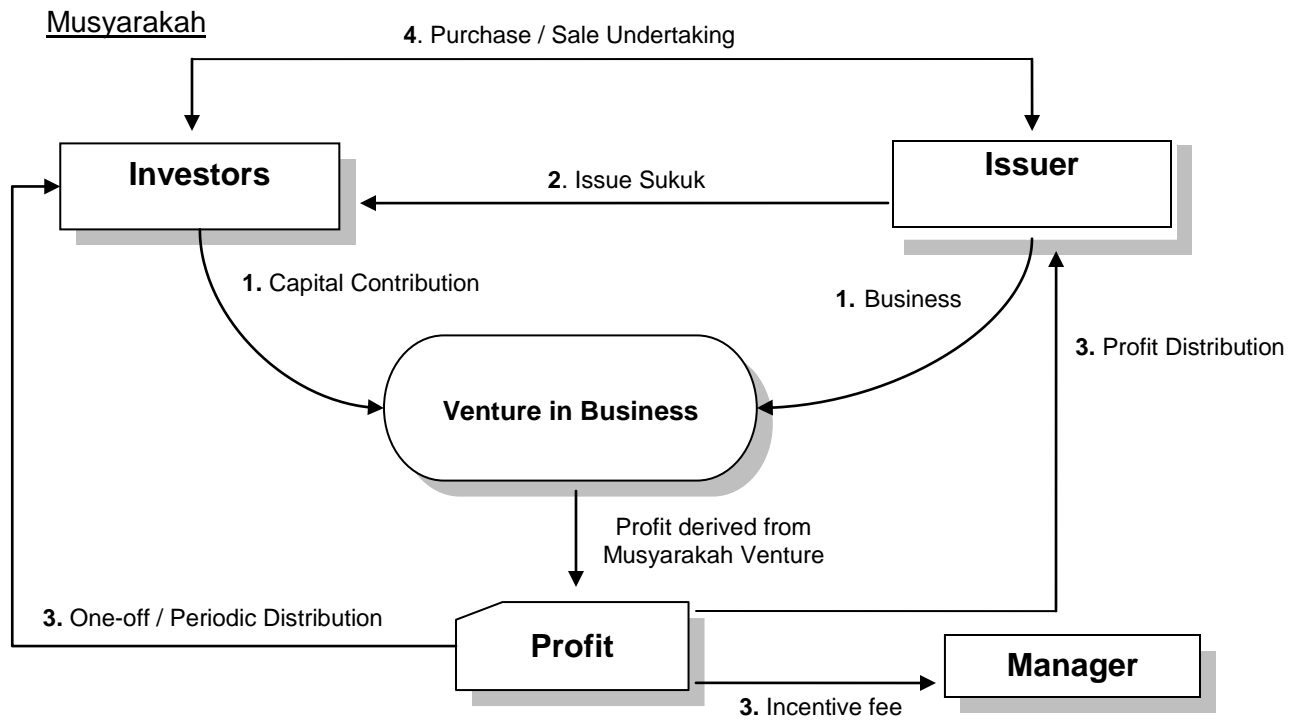 Musyarakah
4. Purchase / Sale Undertaking
Investors
Issuer
2. Issue Sukuk
1. Capital Contribution
1. Business
3. Profit Distribution
Venture in Business
Profit derived from
Musyarakah Venture
3. One-off / Periodic Distribution
Profit
Manager
3. Incentive fee